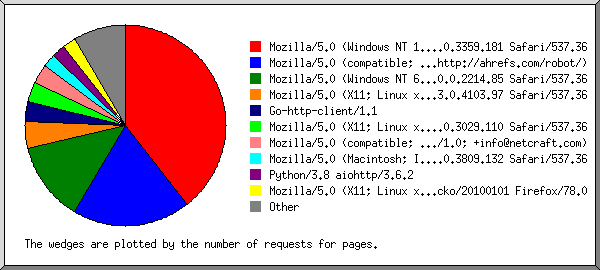 Mozilla/5.0 (Windows NT 1....0.3359.181 Safari/537.36
Mozilla/5.0 (compatible; ...http://ahrefs.com/robot/)
Mozilla/5.0 (Windows NT 6...0.0.2214.85 Safari/537.36
Mozilla/5.0 (X11; Linux x...3.0.4103.97 Safari/537.36
Go-http-client/1.1
Mozilla/5.0 (X11; Linux x....0.3029.110 Safari/537.36
Mozilla/5.0 (compatible; .../1.0; +info@netcraft.com)
Mozilla/5.0 (Macintosh; I....0.3809.132 Safari/537.36
Python/3.8 aiohttp/3.6.2
Mozilla/5.0 (X11; Linux x...cko/20100101 Firefox/78.0
Other
The wedges are plotted by the number of requests for pages.